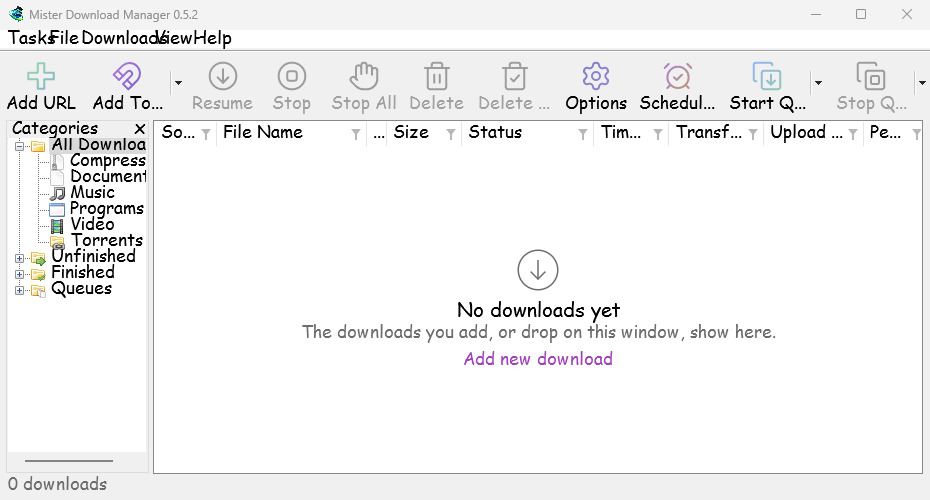 Mister Download Manager 0.5.2
Tasks File Downloads View Help
Add URL Add To... Resume Stop Stop All Delete Delete ... Options Schedul... Start Q... Stop Q...
Categories
So... File Name ... Size Status Tim... Transf... Upload ... Pe...
All Downloa
Compress
Document
Music
Programs
Video
Torrents
Unfinished
Finished
Queues
No downloads yet
The downloads you add, or drop on this window, show here.
Add new download
0 downloads